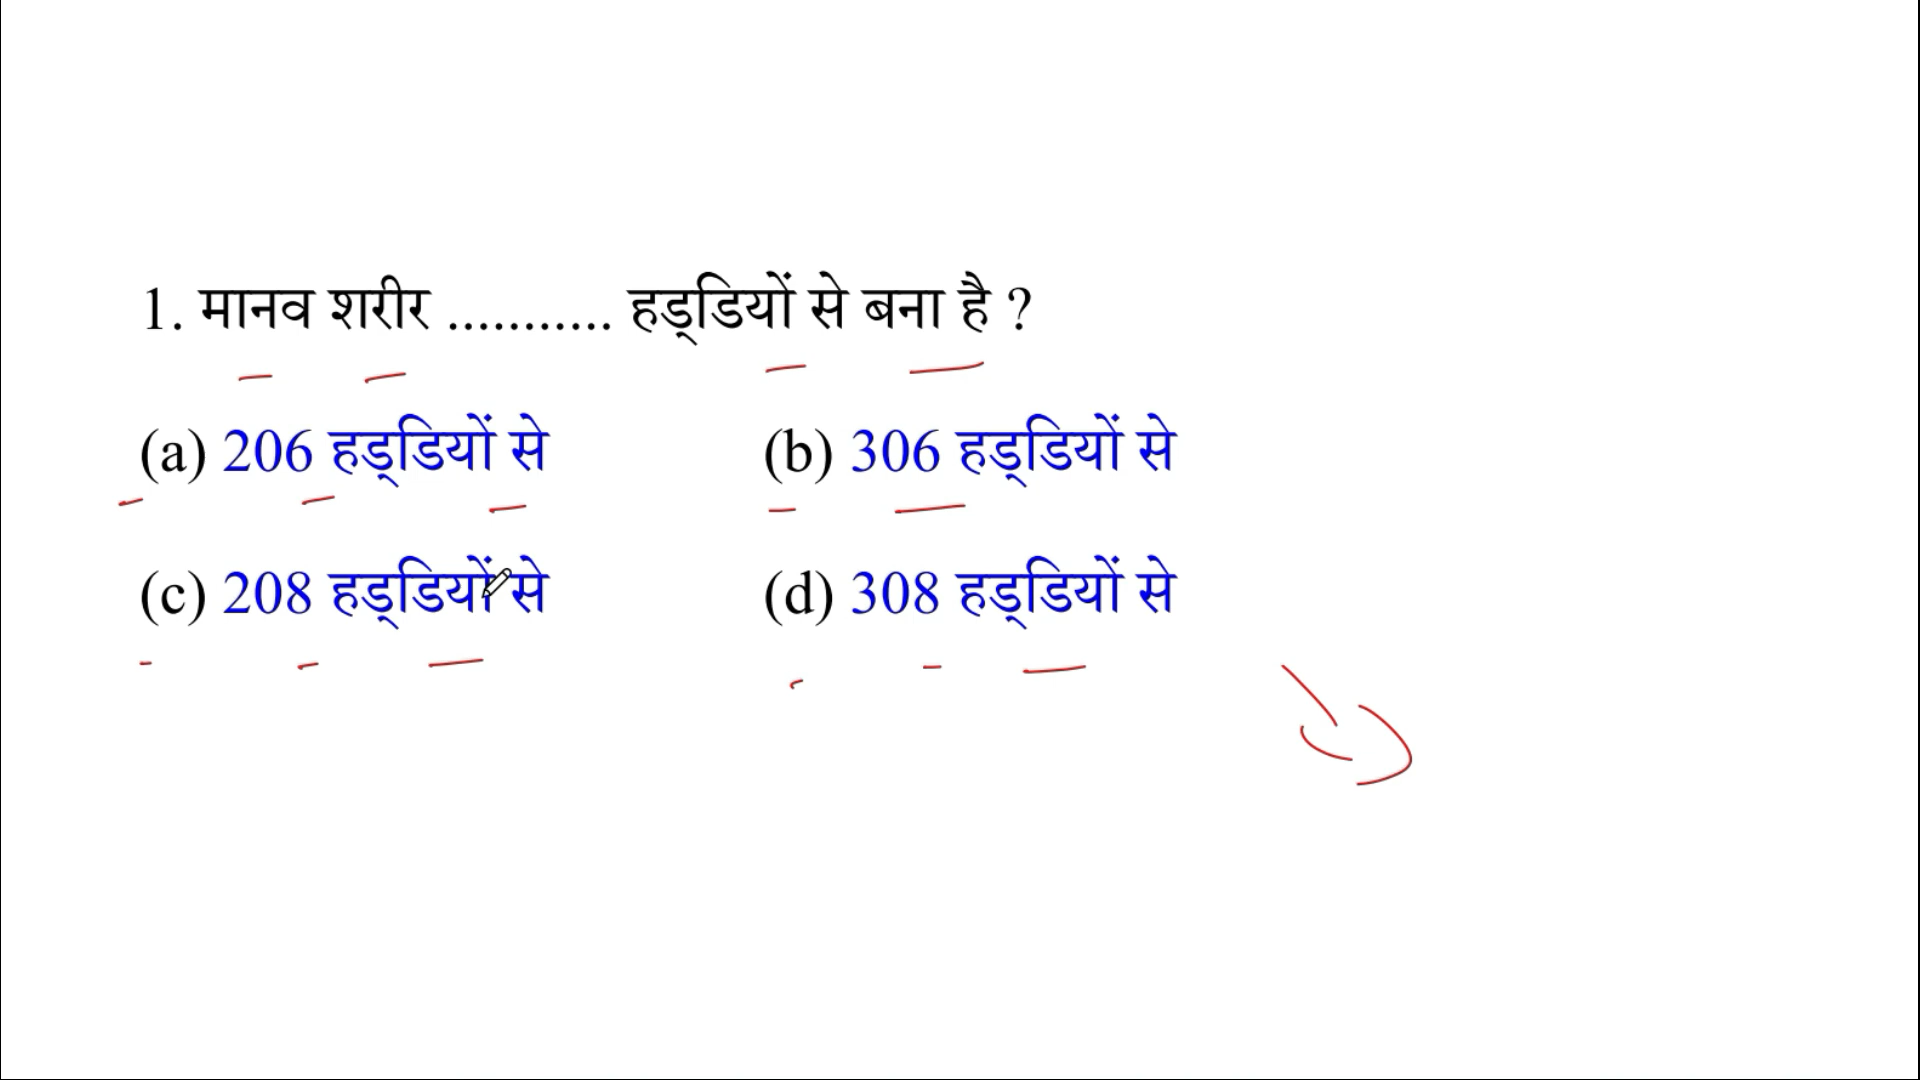 1. मानव शरीर ........... हड्डियों से बना है ?
(a) 206 हड्डियों से (b) 306 हड्डियों से
(c) 208 हड्डियों से (d) 308 हड्डियों से